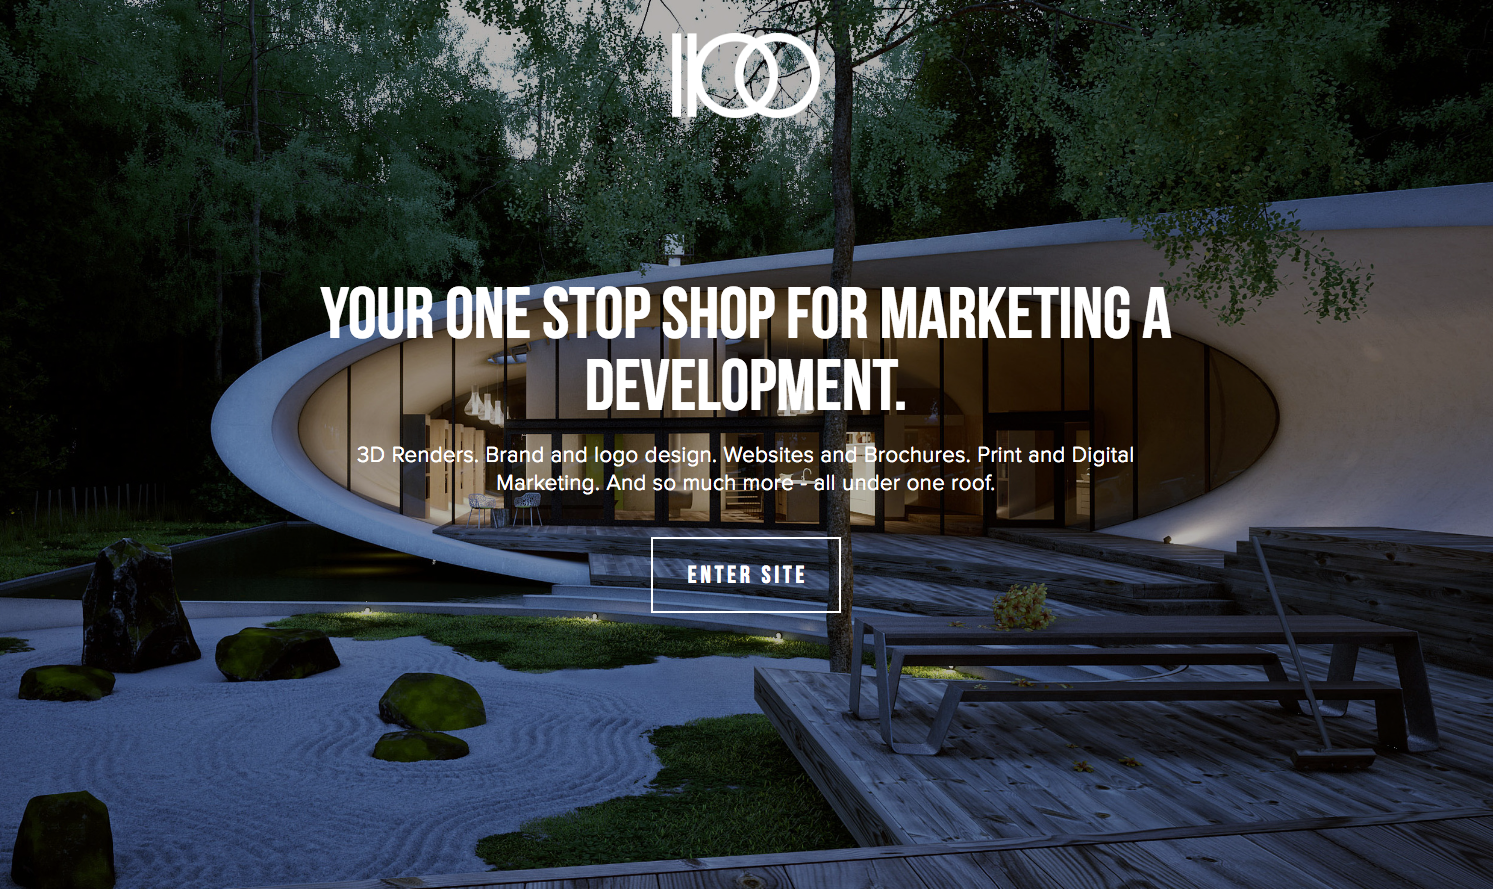 1100
YOUR ONE STOP SHOP FOR MARKETING A
DEVELOPMENT.
3D Renders. Brand and logo design. Websites and Brochures. Print and Digital
Marketing. And so much more - all under one roof.
ENTER SITE